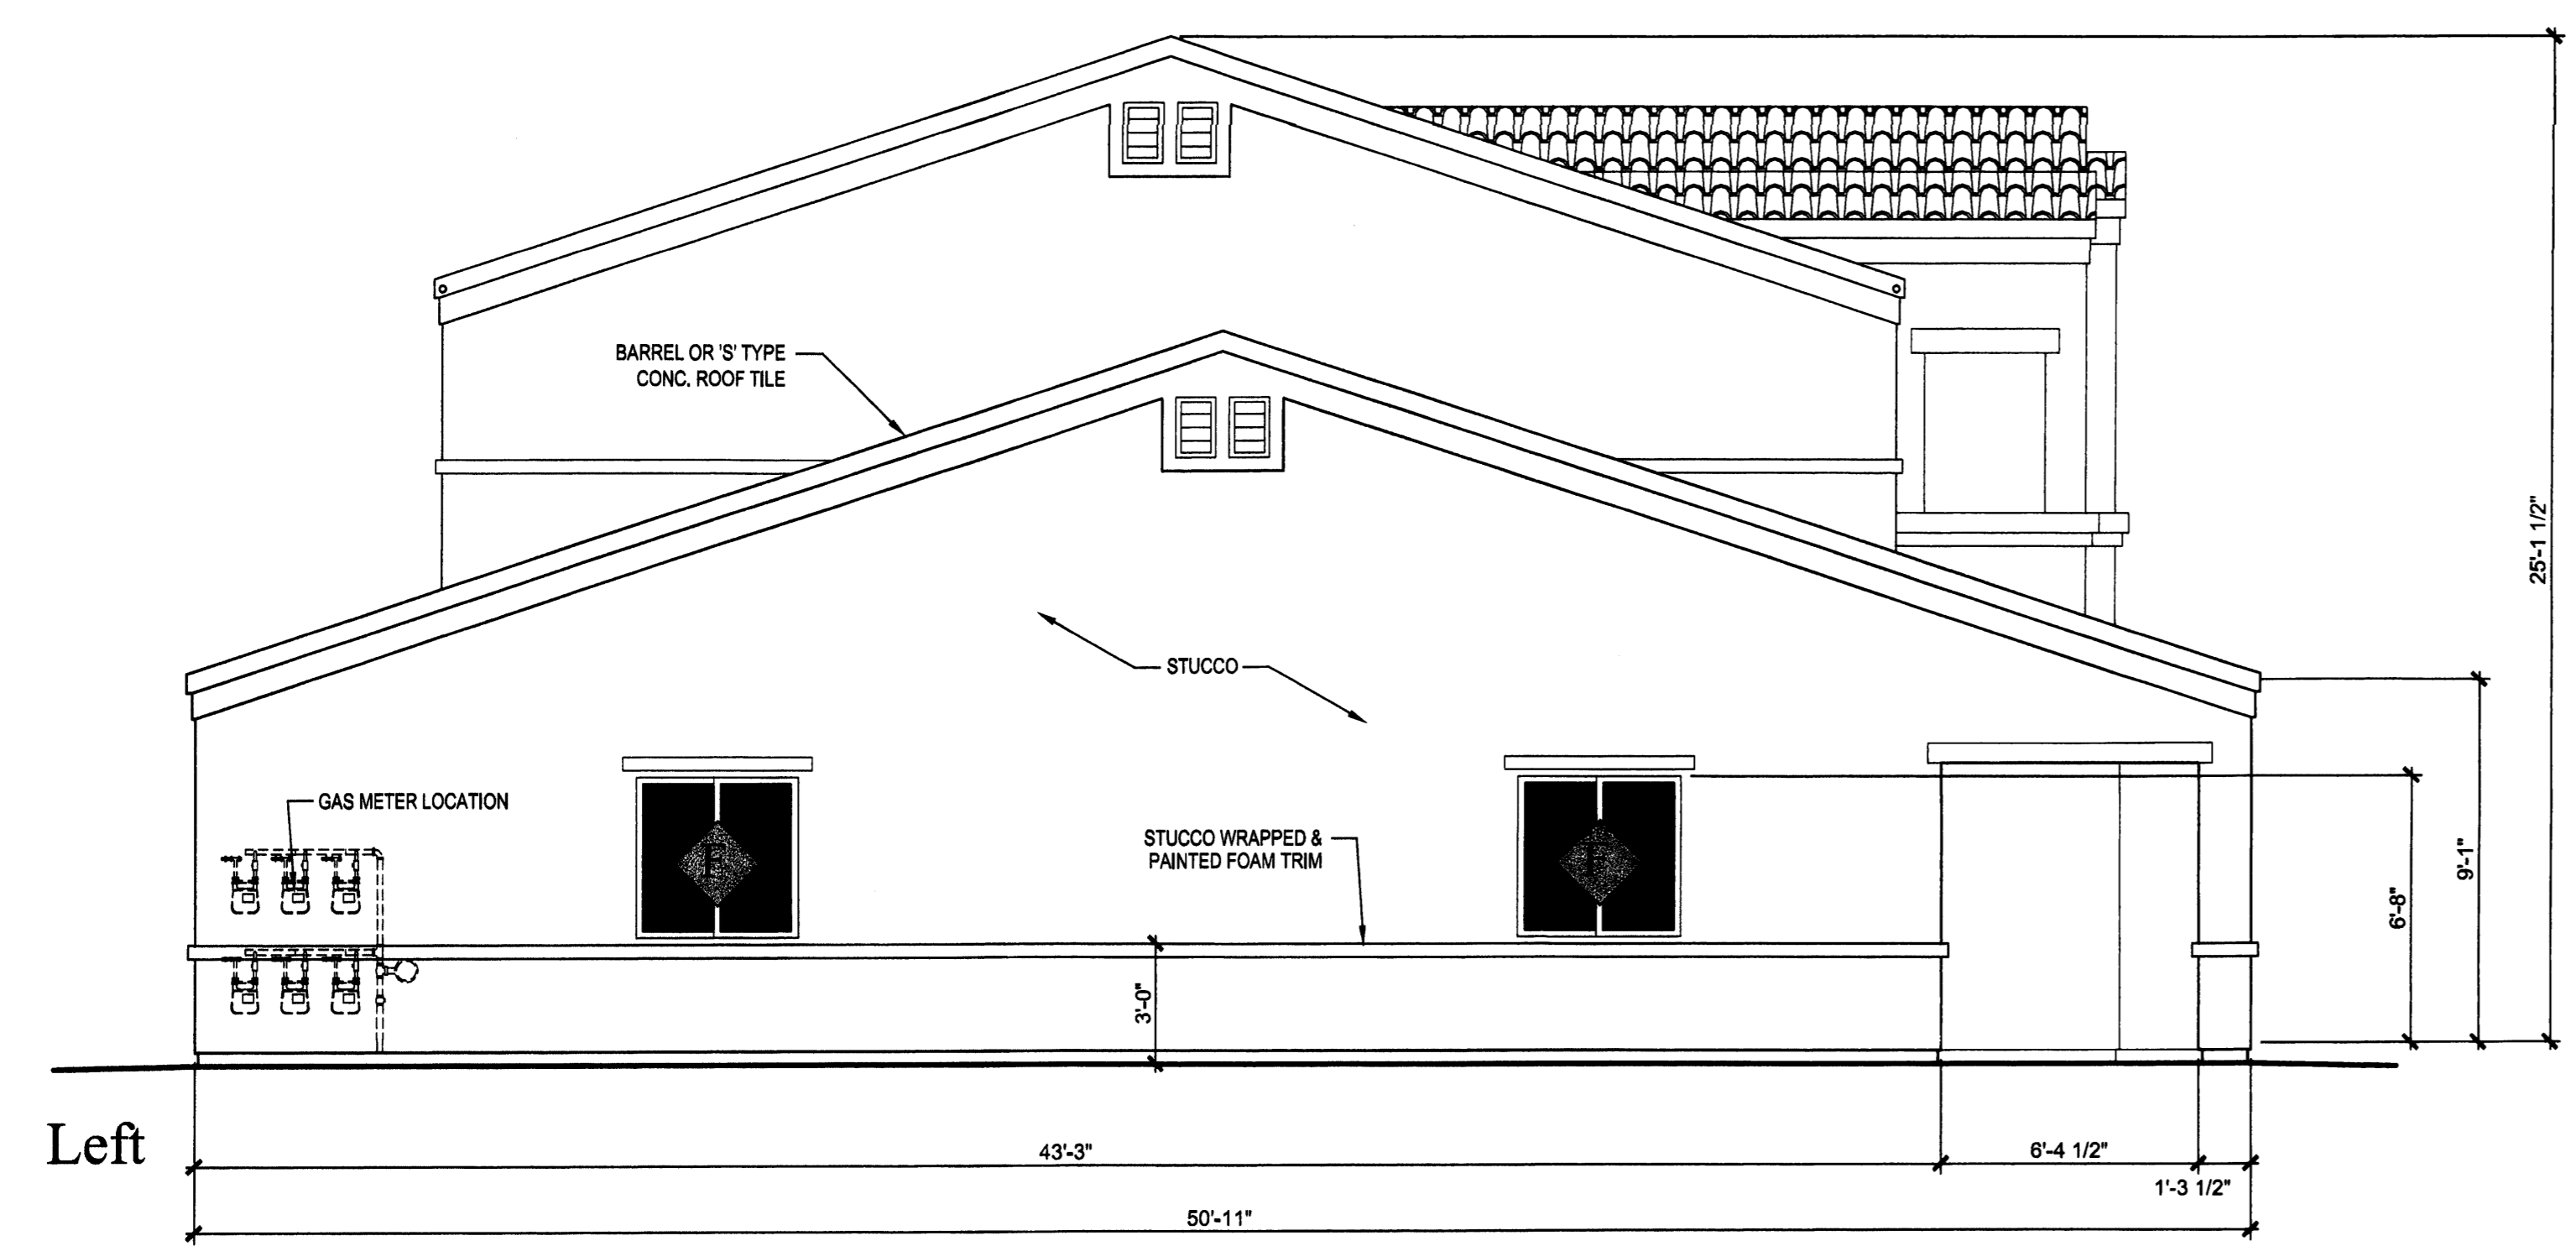 BARREL OR 'S' TYPE
CONC. ROOF TILE
25'-1 1/2"
STUCCO
GAS METER LOCATION
STUCCO WRAPPED &
PAINTED FOAM TRIM
F
F
6'-8"
9'-1"
3'-0"
Left
43'-3"
6'-4 1/2"
1'-3 1/2"
50'-11"